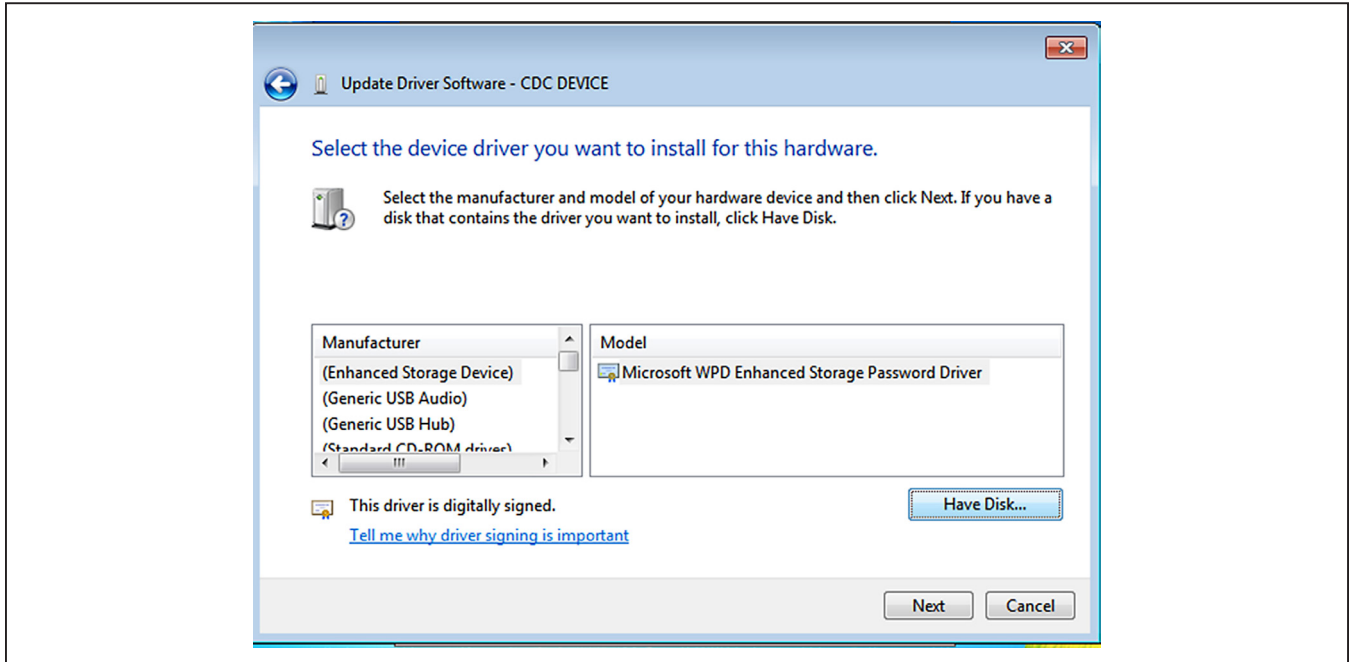 Update Driver Software - CDC DEVICE
Select the device driver you want to install for this hardware.
Select the manufacturer and model of your hardware device and then click Next. If you have a
disk that contains the driver you want to install, click Have Disk.
Manufacturer
Model
(Enhanced Storage Device)
Microsoft WPD Enhanced Storage Password Driver
(Generic USB Audio)
(Generic USB Hub)
(Standard CD-ROM drives)
This driver is digitally signed.
Have Disk...
Tell me why driver signing is important
Next
Cancel